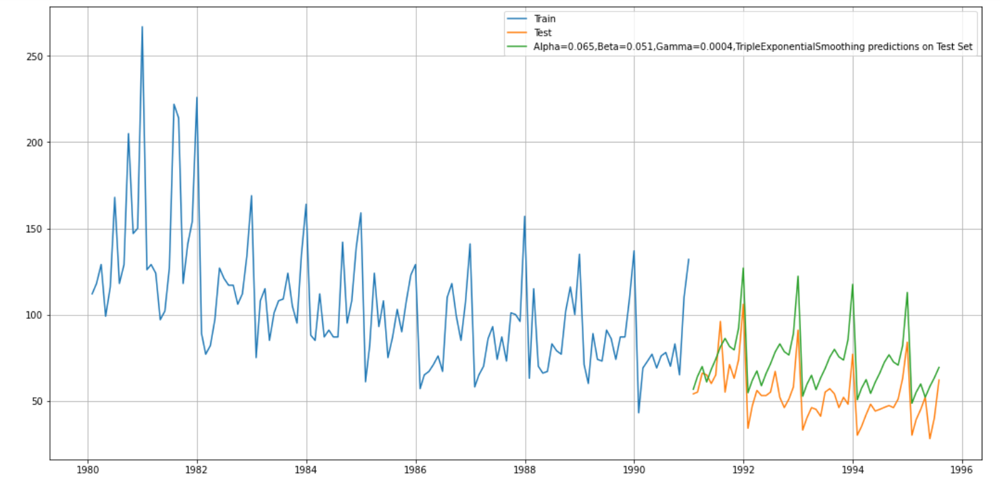 Train
Test
Alpha=0.065,Beta=0.051,Gamma=0.0004,TripleExponentialSmoothing predictions on Test Set
250
200
150
100
50
1980 1982 1984 1986 1988 1990 1992 1994 1996